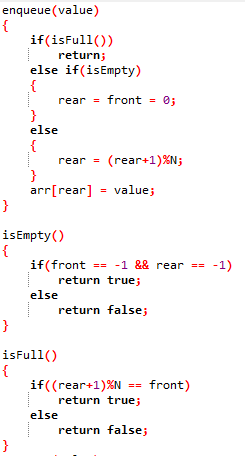 enqueue(value)
{
    if(isFull())
        return;
    else if(isEmpty)
    {
        rear = front = 0;
    }
    else
    {
        rear = (rear+1)%N;
    }
    arr[rear] = value;
}

isEmpty()
{
    if(front == -1 && rear == -1)
        return true;
    else
        return false;
}

isFull()
{
    if((rear+1)%N == front)
        return true;
    else
        return false;
}